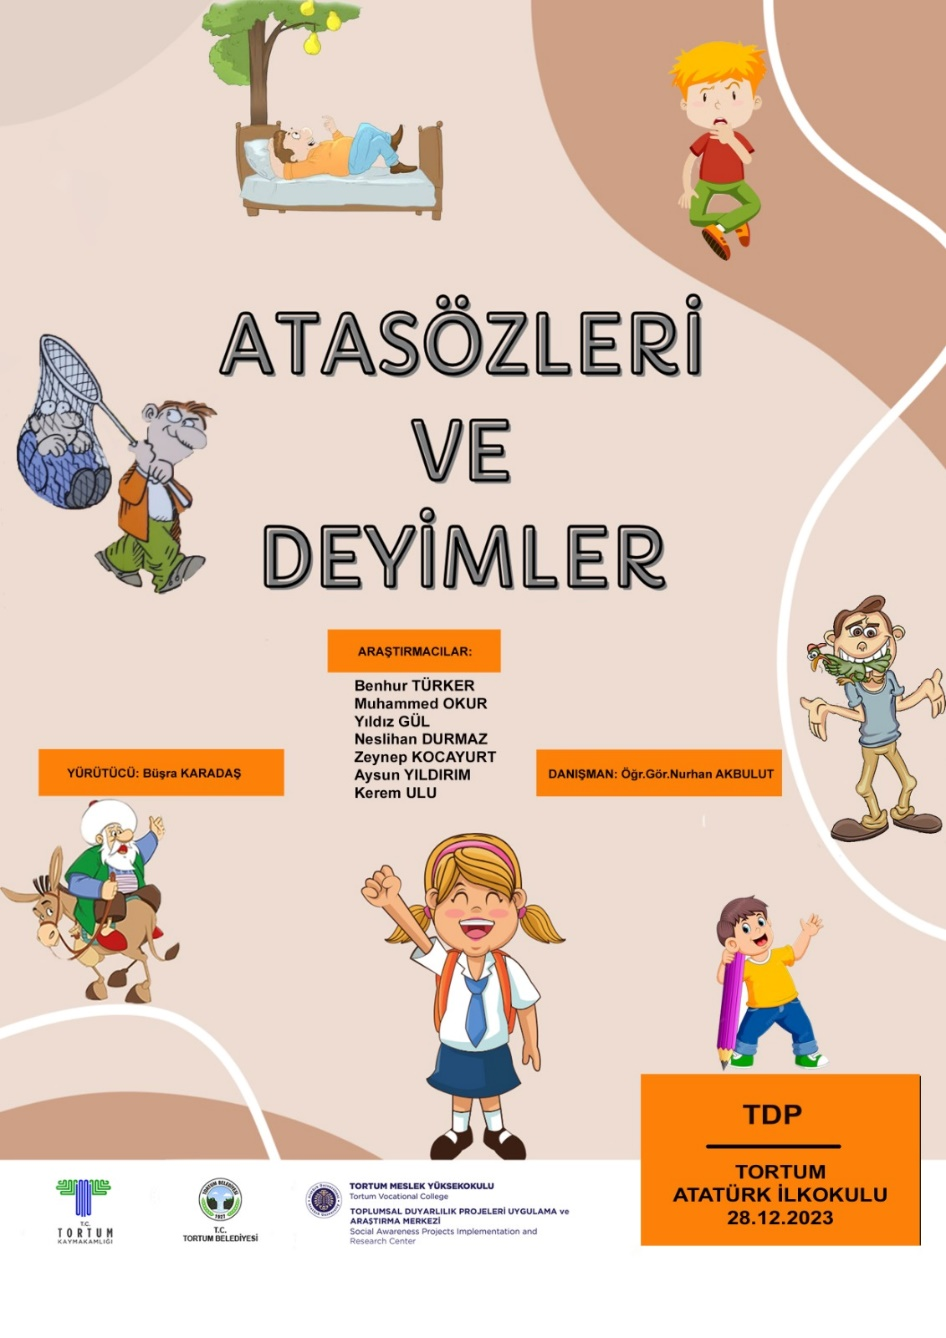 ATASÖZLERİ
VE
DEYİMLER
ARAŞTIRMACILAR:
Benhur TÜRKER
Muhammed OKUR
Yıldız GÜL
Neslihan DURMAZ
Zeynep KOCAYURT
Aysun YILDIRIM
Kerem ULU
YÜRÜTÜCÜ: Büşra KARADAŞ
DANIŞMAN: Öğr.Gör.Nurhan AKBULUT
TDP
TORTUM
ATATÜRK İLKOKULU
28.12.2023
T.C.
TORTUM
KAYMAKAMLIĞI
TORTUM BELEDİYESİ
T.C.
TORTUM BELEDİYESİ
TORTUM MESLEK YÜKSEKOKULU
Tortum Vocational College
TOPLUMSAL DUYARLILIK PROJELERİ UYGULAMA ve
ARAŞTIRMA MERKEZİ
Social Awareness Projects Implementation and
Research Center